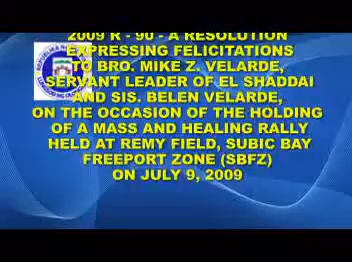 2009 R - 90 - A RESOLUTION
EXPRESSING FELICITATIONS
TO BRO. MIKE Z. VELARDE,
SERVANT LEADER OF EL SHADDAI
AND SIS. BELEN VELARDE,
ON THE OCCASION OF THE HOLDING
OF A MASS AND HEALING RALLY
HELD AT REMY FIELD, SUBIC BAY
FREEPORT ZONE (SBFZ)
ON JULY 9, 2009